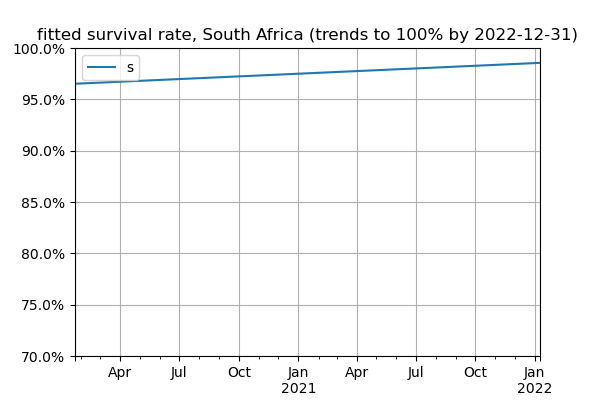 fitted survival rate, South Africa (trends to 100% by 2022-12-31)
100.0%
s
95.0%
90.0%
85.0%
80.0%
75.0%
70.0%
Apr Jul Oct Jan Apr Jul Oct Jan
2021 2022